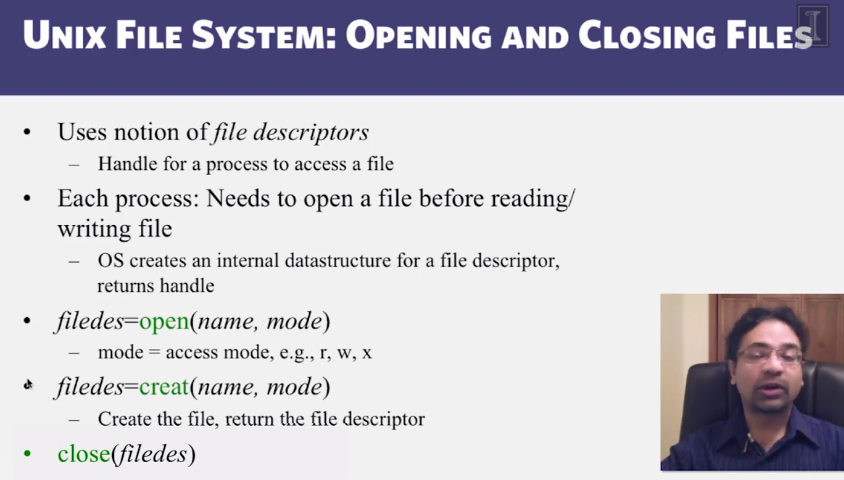 UNIX FILE SYSTEM: OPENING AND CLOSING FILES
• Uses notion of file descriptors
– Handle for a process to access a file
• Each process: Needs to open a file before reading/
writing file
– OS creates an internal datastructure for a file descriptor,
returns handle
• filedes=open(name, mode)
– mode = access mode, e.g., r, w, x
• filedes=creat(name, mode)
– Create the file, return the file descriptor
• close(filedes)